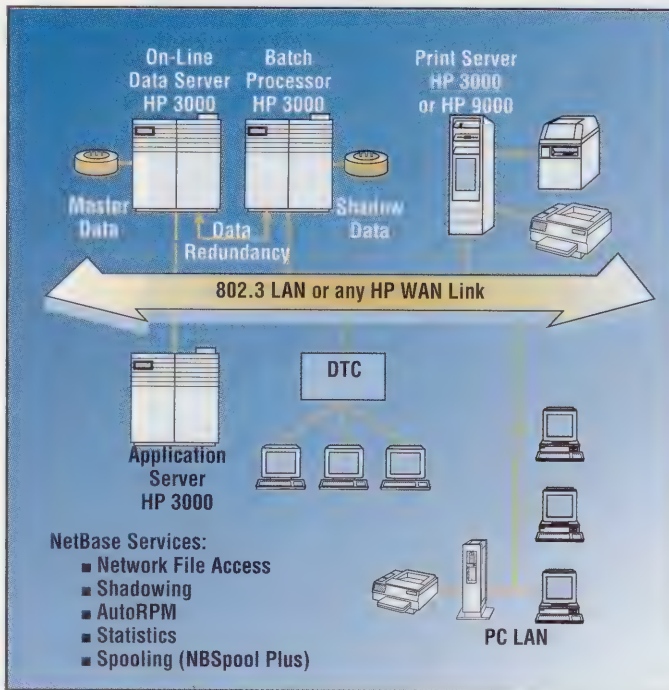 On-Line
Data Server
HP 3000
Batch
Processor
HP 3000
Print Server
HP 3000
or HP 9000
Master
Data
Data
Redundancy
Shadow
Data
802.3 LAN or any HP WAN Link
DTC
Application
Server
HP 3000
NetBase Services:
■ Network File Access
■ Shadowing
■ AutoRPM
■ Statistics
■ Spooling (NBSpool Plus)
PC LAN